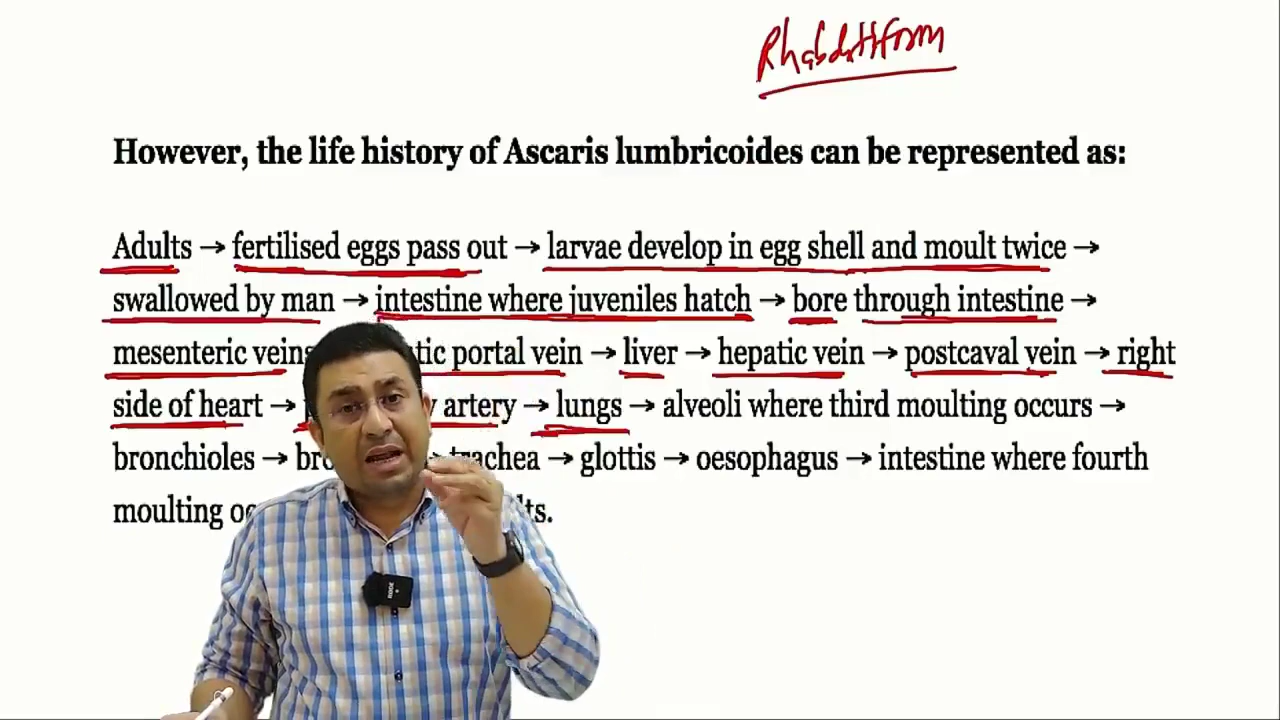 Rhabditiform
However, the life history of Ascaris lumbricoides can be represented as:
Adults → fertilised eggs pass out → larvae develop in egg shell and moult twice →
swallowed by man → intestine where juveniles hatch → bore through intestine →
mesenteric veins tic portal vein → liver → hepatic vein → postcaval vein → right
side of heart → artery → lungs → alveoli where third moulting occurs →
bronchioles → trachea → glottis → oesophagus → intestine where fourth
moulting
RODE